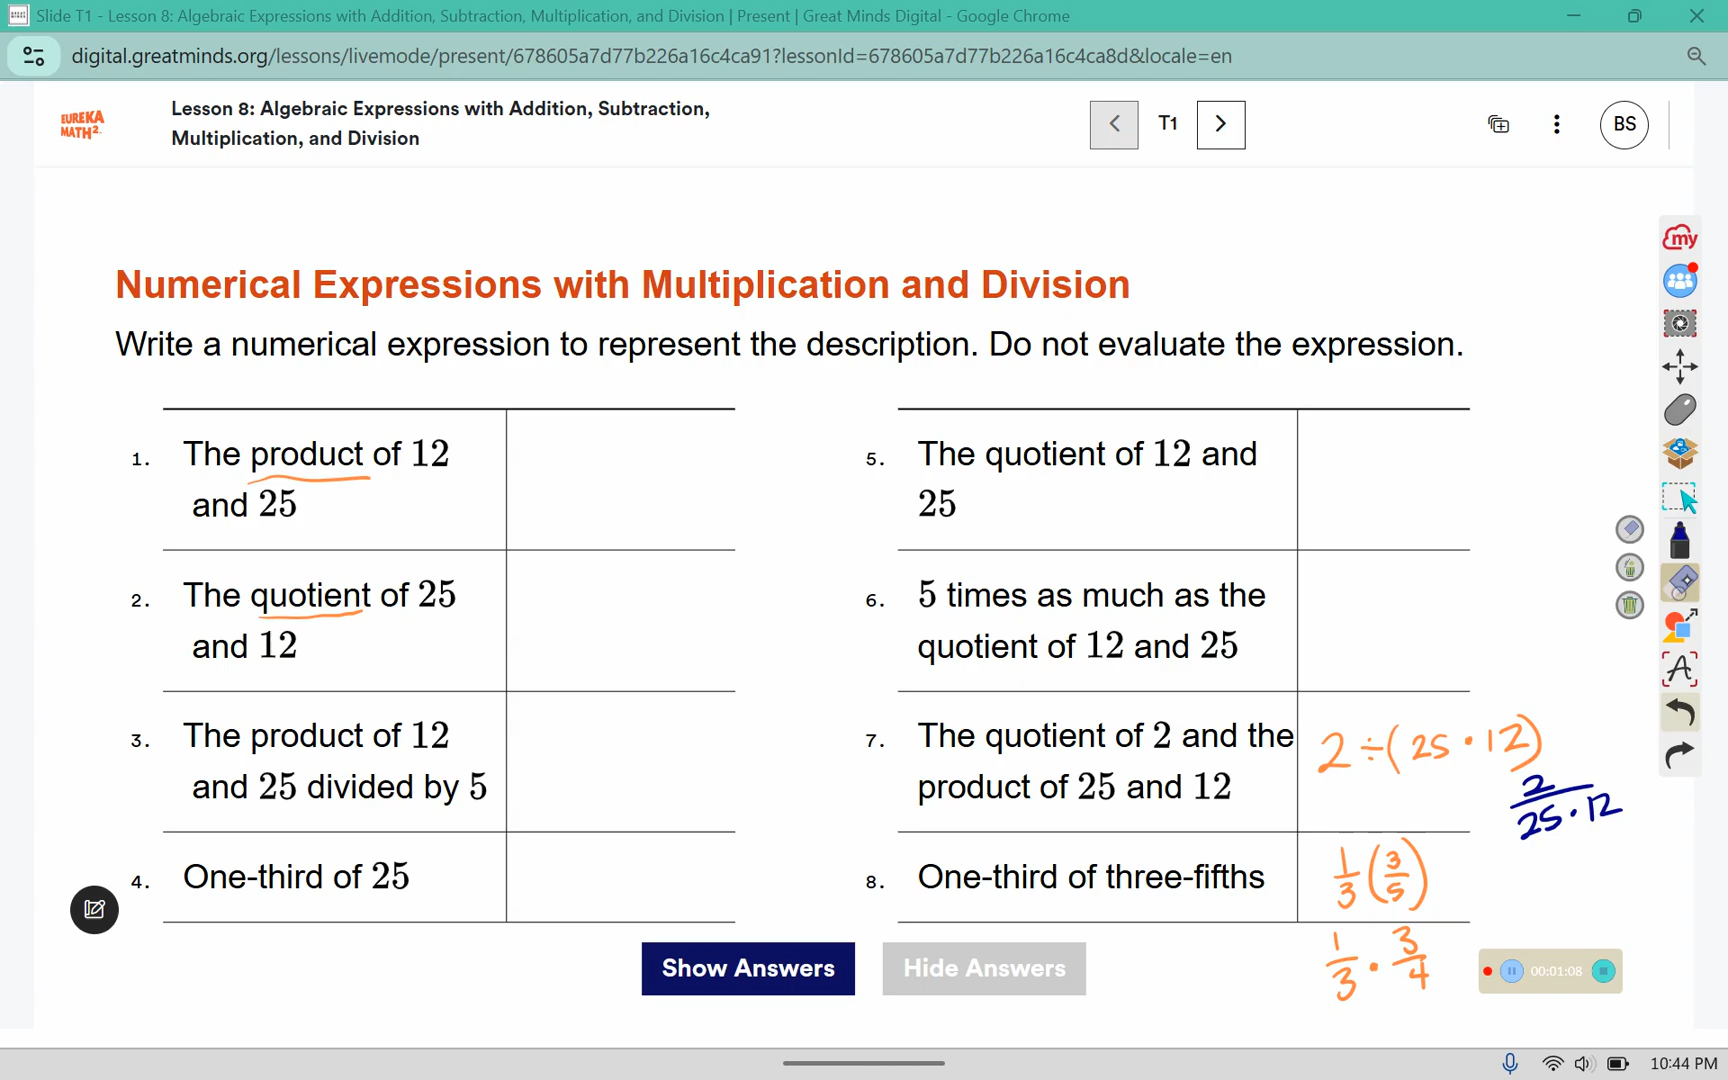 Slide T1 - Lesson 8: Algebraic Expressions with Addition, Subtraction, Multiplication, and Division | Present | Great Minds Digital - Google Chrome
digital.greatminds.org/lessons/livemode/present/678605a7d77b226a16c4ca91?lessonId=678605a7d77b226a16c4ca8d&locale=en
EUREKA
MATH²
Lesson 8: Algebraic Expressions with Addition, Subtraction,
Multiplication, and Division
T1
BS
my
Numerical Expressions with Multiplication and Division
Write a numerical expression to represent the description. Do not evaluate the expression.
1. The product of 12
and 25
2. The quotient of 25
and 12
3. The product of 12
and 25 divided by 5
4. One-third of 25
5. The quotient of 12 and
25
6. 5 times as much as the
quotient of 12 and 25
7. The quotient of 2 and the
product of 25 and 12
2 ÷ (25 · 12)
2/25 · 12
8. One-third of three-fifths
1/3 (3/5)
1/3 · 3/4
Show Answers
Hide Answers
00:01:08
A
10:44 PM